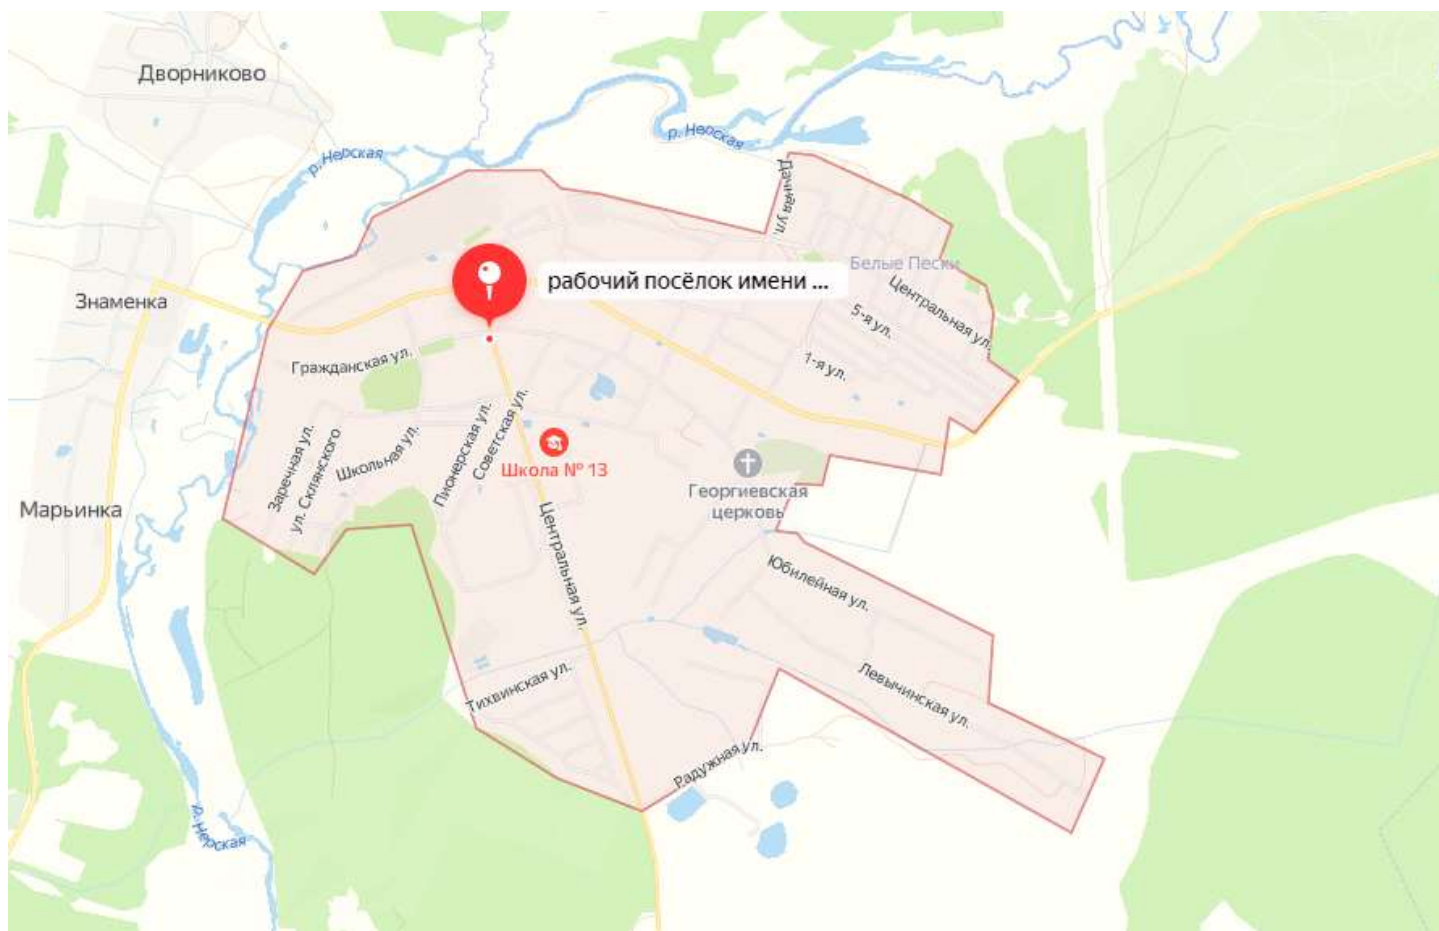 Дворниково
р. Нерская
р. Нерская
Дачная ул.
Белые Пески
рабочий посёлок имени ...
Центральная ул.
Знаменка
5-я ул.
1-я ул.
Гражданская ул.
Заречная ул.
ул. Склянского
Школьная ул.
Пионерская ул.
Советская ул.
Школа № 13
Георгиевская
церковь
Марьинка
Центральная ул.
Юбилейная ул.
Тихвинская ул.
Левычинская ул.
Радужная ул.
р. Нерская